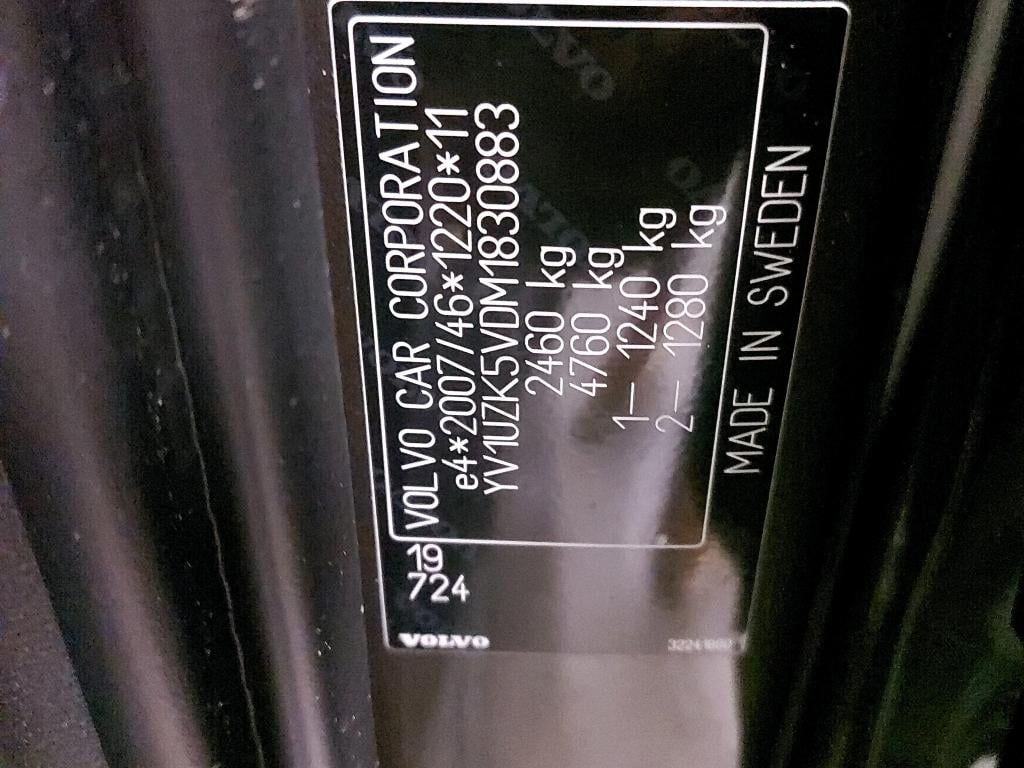 VOLVO CAR CORPORATION
e4*2007/46*1220*11
YV1UZK5VDM1830883
2460 kg
4760 kg
1– 1240 kg
2– 1280 kg
MADE IN SWEDEN
19
724
VOLVO